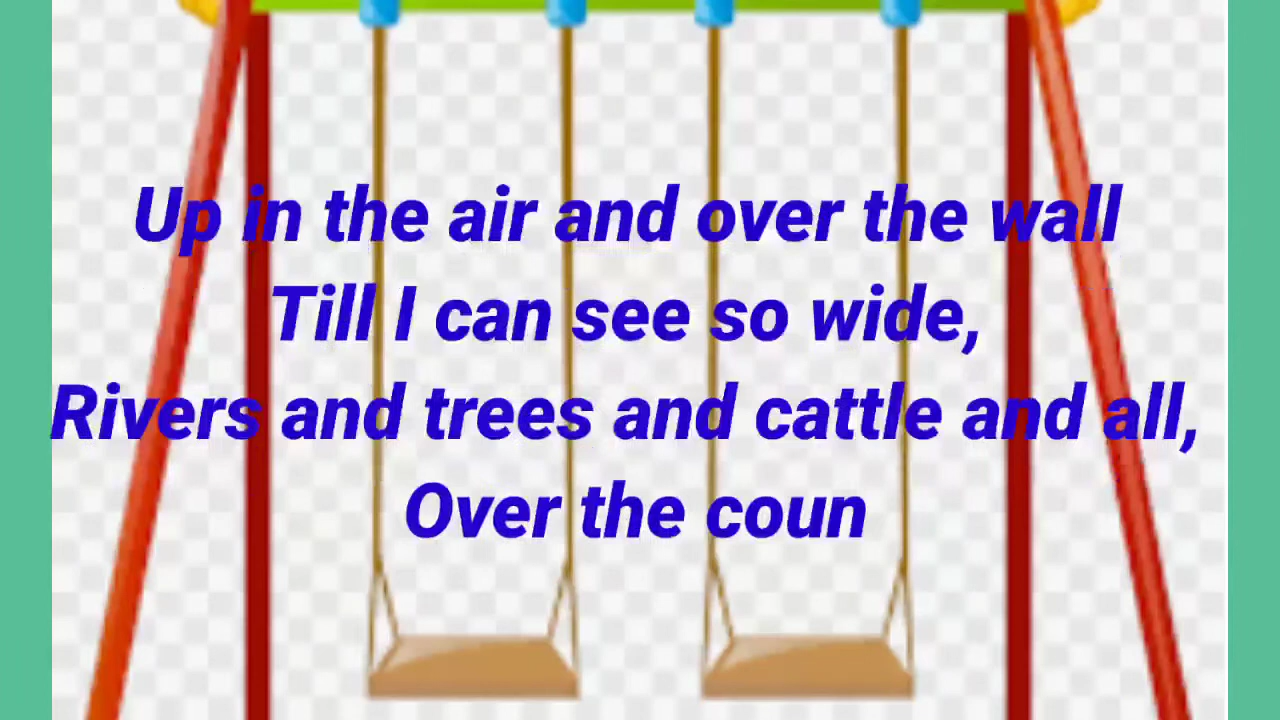 Up in the air and over the wall
Till I can see so wide,
Rivers and trees and cattle and all,
Over the coun